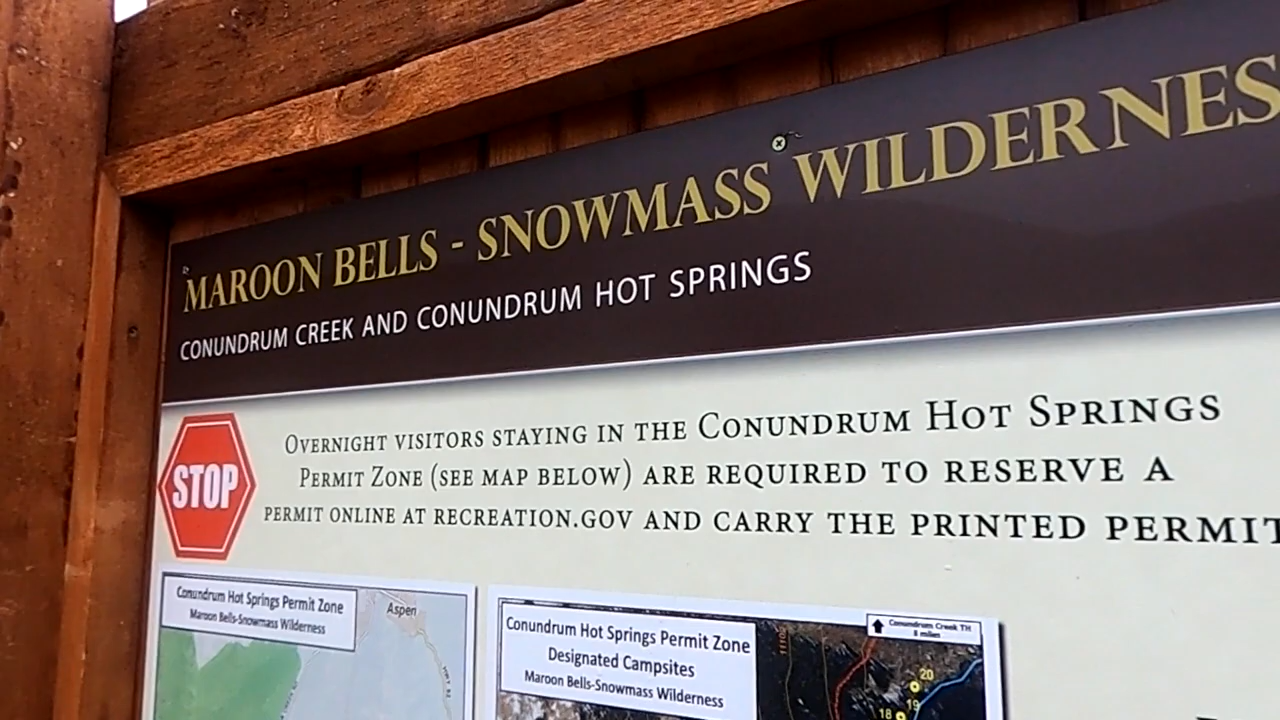 MAROON BELLS - SNOWMASS WILDERNES
CONUNDRUM CREEK AND CONUNDRUM HOT SPRINGS
STOP
OVERNIGHT VISITORS STAYING IN THE CONUNDRUM HOT SPRINGS
PERMIT ZONE (SEE MAP BELOW) ARE REQUIRED TO RESERVE A
PERMIT ONLINE AT RECREATION.GOV AND CARRY THE PRINTED PERMIT
Conundrum Hot Springs Permit Zone
Maroon Bells-Snowmass Wilderness
Aspen
HWY 82
Conundrum Hot Springs Permit Zone
Designated Campsites
Maroon Bells-Snowmass Wilderness
Conundrum Creek TH
8 miles
20
19
18